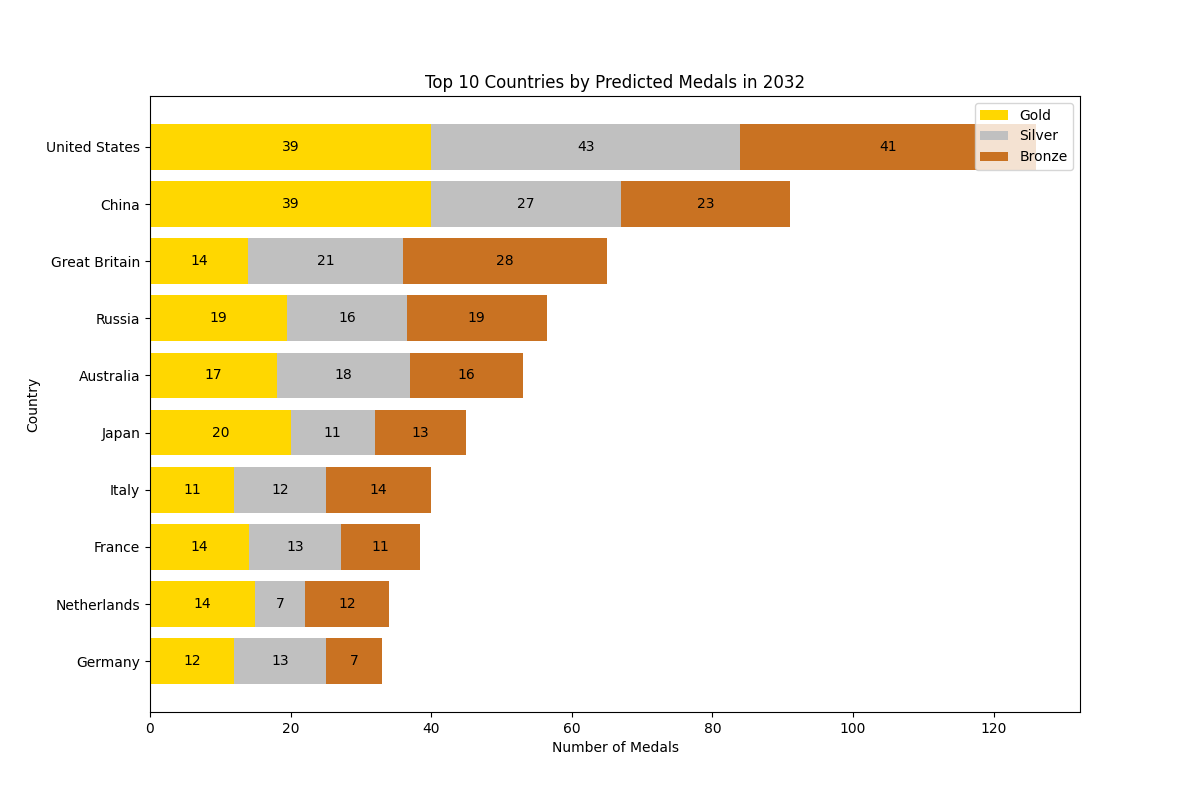 Top 10 Countries by Predicted Medals in 2032
Gold
Silver
Bronze
United States 39 43 41
China 39 27 23
Great Britain 14 21 28
Russia 19 16 19
Australia 17 18 16
Japan 20 11 13
Italy 11 12 14
France 14 13 11
Netherlands 14 7 12
Germany 12 13 7
Country
0 20 40 60 80 100 120
Number of Medals